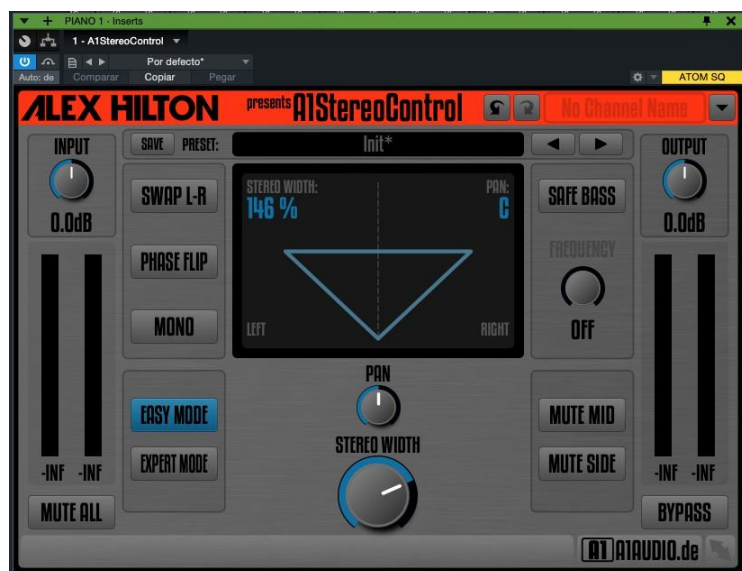 PIANO 1 - Inserts
1 - A1StereoControl
Por defecto*
Auto: de Comparar Copiar Pegar ATOM SQ
ALEX HILTON presents A1StereoControl No Channel Name
INPUT SAVE PRESET: Init* OUTPUT
0.0dB SWAP L-R STEREO WIDTH: PAN: SAFE BASS 0.0dB
146 % C
PHASE FLIP FREQUENCY
MONO LEFT RIGHT OFF
PAN
EASY MODE MUTE MID
STEREO WIDTH
-INF -INF EXPERT MODE MUTE SIDE -INF -INF
MUTE ALL BYPASS
A1 A1AUDIO.de